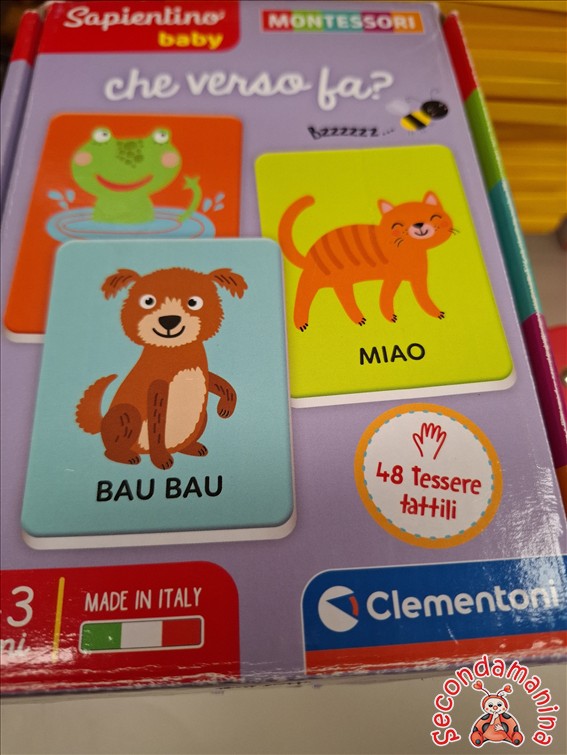 Sapientino
baby
MONTESSORI
che verso fa?
Bzzzzzz...
MIAO
BAU BAU
48 Tessere
tattili
3
MADE IN ITALY
Clementoni
Secondamanina